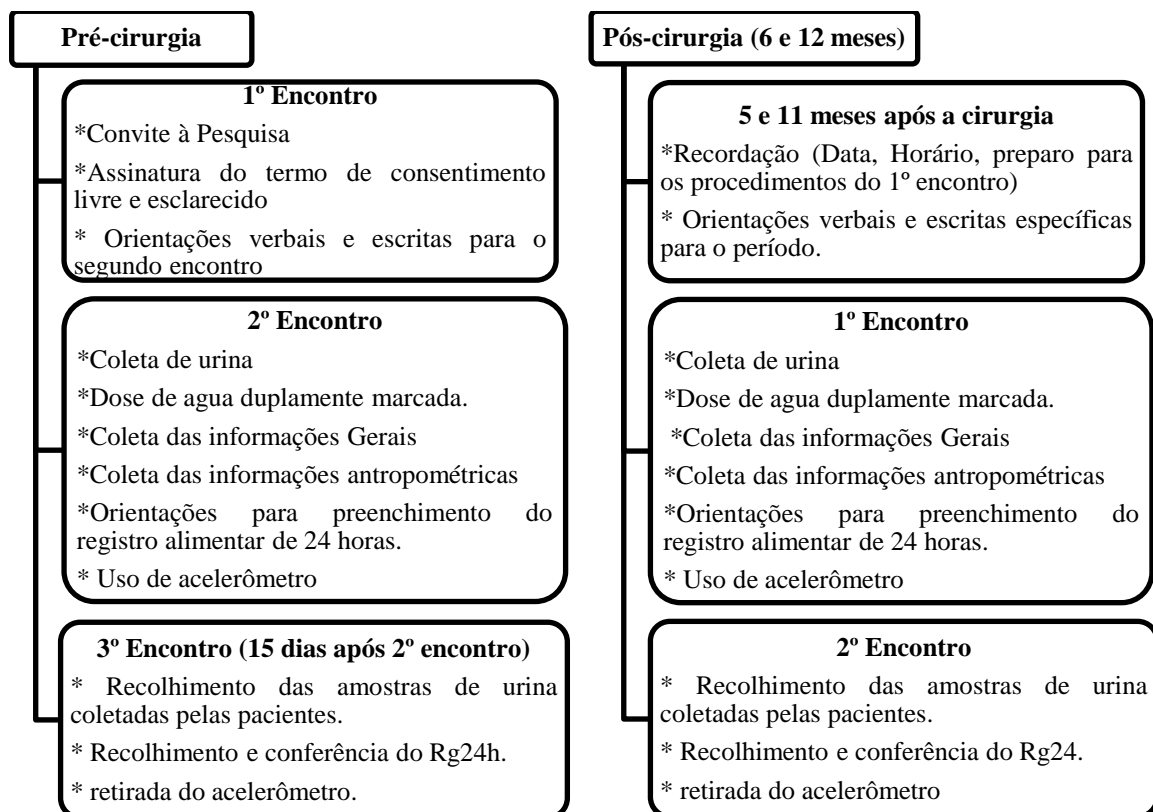 Pré-cirurgia
1º Encontro
*Convite à Pesquisa
*Assinatura do termo de consentimento
livre e esclarecido
* Orientações verbais e escritas para o
segundo encontro
2º Encontro
*Coleta de urina
*Dose de agua duplamente marcada.
*Coleta das informações Gerais
*Coleta das informações antropométricas
*Orientações para preenchimento do
registro alimentar de 24 horas.
* Uso de acelerômetro
3º Encontro (15 dias após 2º encontro)
* Recolhimento das amostras de urina
coletadas pelas pacientes.
* Recolhimento e conferência do Rg24h.
* retirada do acelerômetro.
Pós-cirurgia (6 e 12 meses)
5 e 11 meses após a cirurgia
*Recordação (Data, Horário, preparo para
os procedimentos do 1º encontro)
* Orientações verbais e escritas específicas
para o período.
1º Encontro
*Coleta de urina
*Dose de agua duplamente marcada.
*Coleta das informações Gerais
*Coleta das informações antropométricas
*Orientações para preenchimento do
registro alimentar de 24 horas.
* Uso de acelerômetro
2º Encontro
* Recolhimento das amostras de urina
coletadas pelas pacientes.
* Recolhimento e conferência do Rg24.
* retirada do acelerômetro